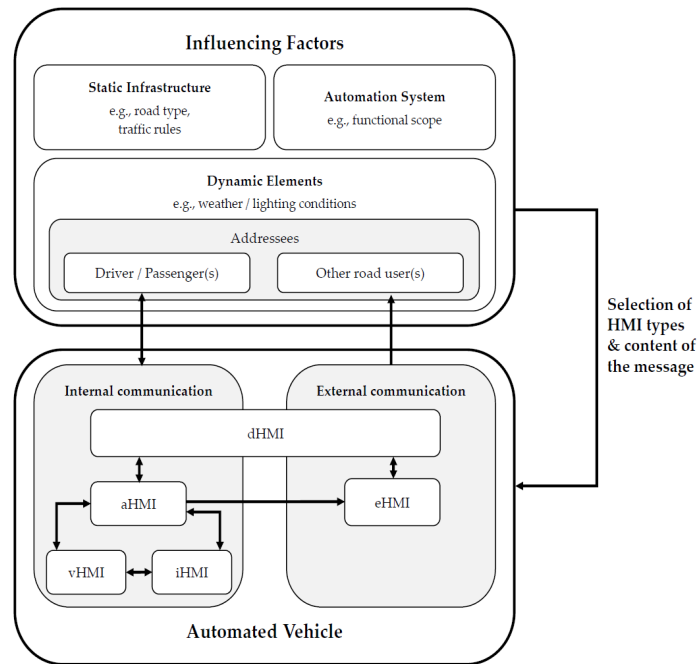 Influencing Factors
Static Infrastructure
e.g., road type,
traffic rules
Automation System
e.g., functional scope
Dynamic Elements
e.g., weather / lighting conditions
Addressees
Driver / Passenger(s)
Other road user(s)
Selection of
HMI types
& content of
the message
Internal communication
External communication
dHMI
aHMI
eHMI
vHMI
iHMI
Automated Vehicle